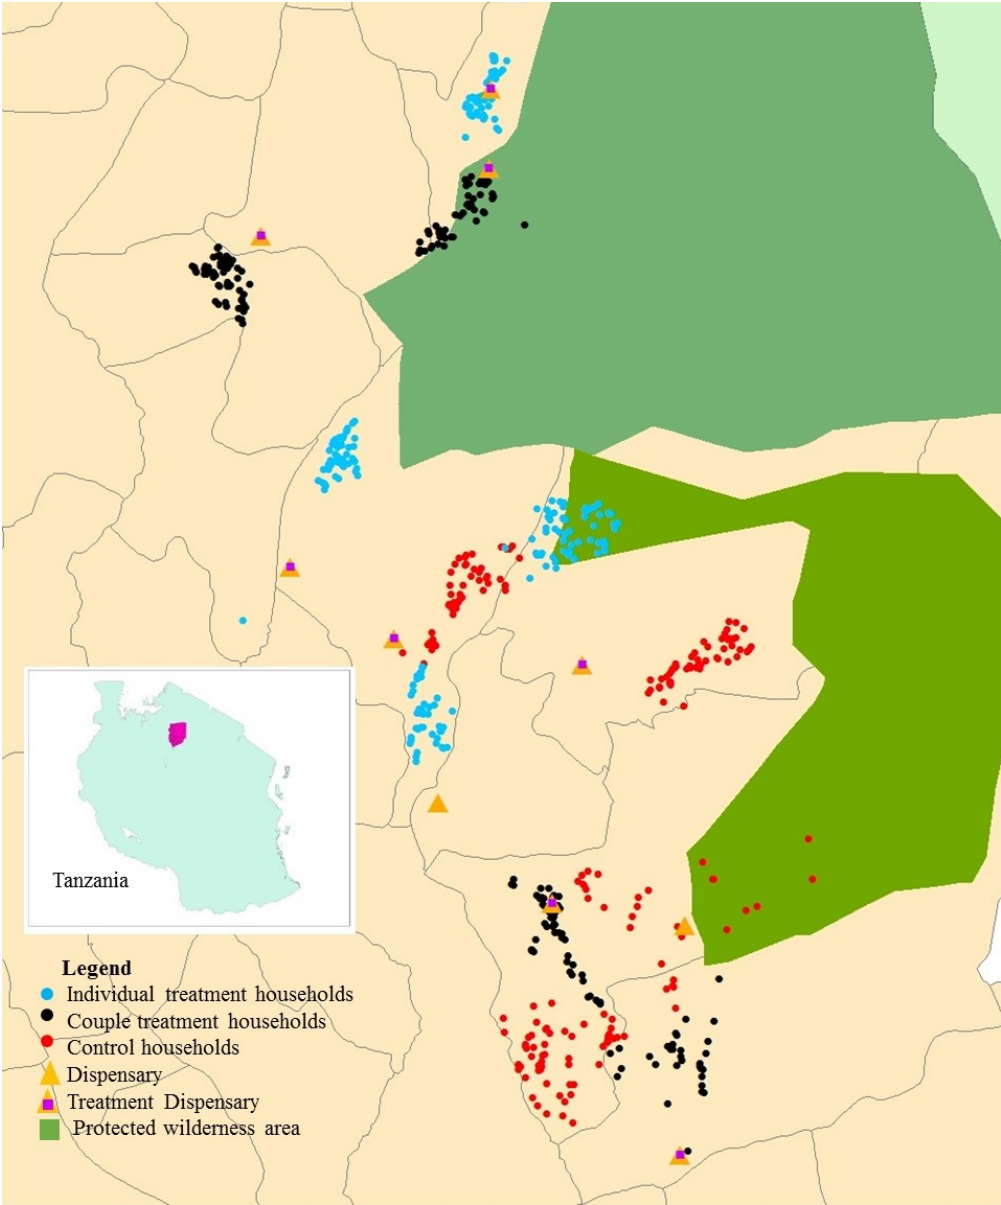 Tanzania
Legend
Individual treatment households
Couple treatment households
Control households
Dispensary
Treatment Dispensary
Protected wilderness area